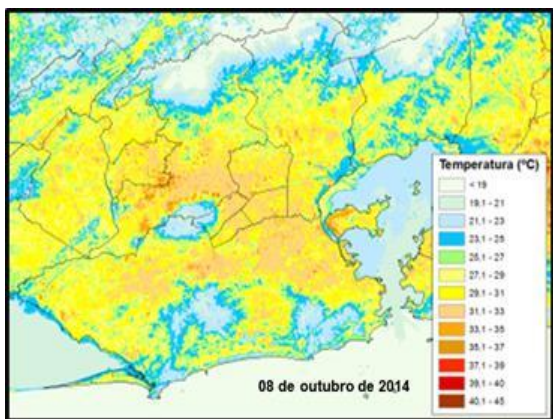 Temperatura (ºC)
< 19
19,1 - 21
21,1 - 23
23,1 - 25
25,1 - 27
27,1 - 29
29,1 - 31
31,1 - 33
33,1 - 35
35,1 - 37
37,1 - 39
39,1 - 40
40,1 - 45
08 de outubro de 2014